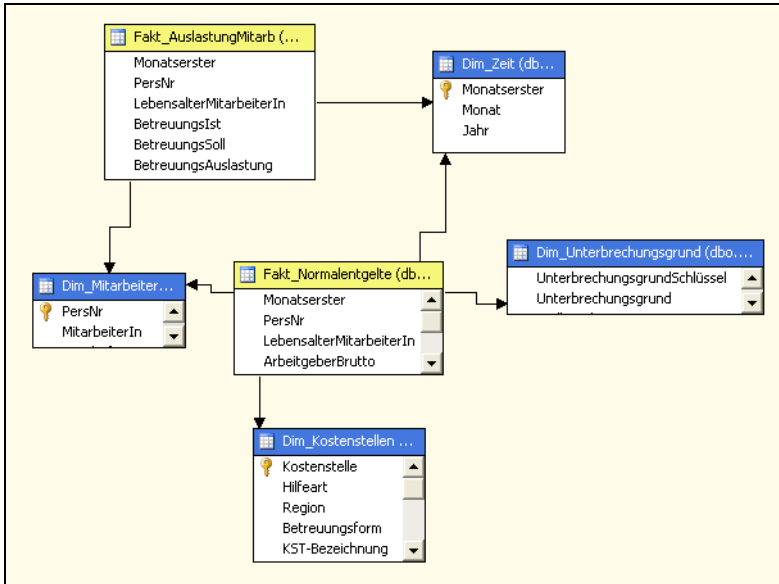 Fakt_AuslastungMitarb (...
Monatserster
PersNr
LebensalterMitarbeiterIn
BetreuungsIst
BetreuungsSoll
BetreuungsAuslastung
Dim_Zeit (db...
Monatserster
Monat
Jahr
Dim_Unterbrechungsgrund (dbo....
UnterbrechungsgrundSchlüssel
Unterbrechungsgrund
Dim_Mitarbeiter...
PersNr
MitarbeiterIn
Fakt_Normalentgelte (db...
Monatserster
PersNr
LebensalterMitarbeiterIn
ArbeitgeberBrutto
Dim_Kostenstellen ...
Kostenstelle
Hilfeart
Region
Betreuungsform
KST-Bezeichnung